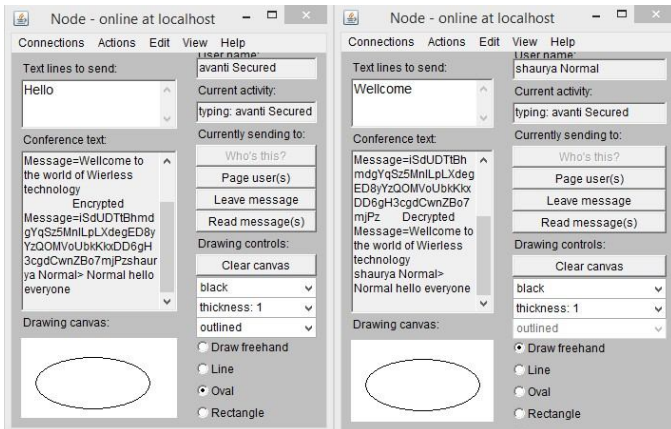 Node - online at localhost
Connections Actions Edit View Help
Text lines to send:
Hello
Conference text:
Message=Wellcome to
the world of Wierless
technology
Encrypted
Message=iSdUDTtBhmd
gYqSz5MnlLpLXdegED8y
YzQOMVoUbkKkxDD6gH
3cgdCwnZBo7mjPzshaur
ya Normal> Normal hello
everyone
Drawing canvas:
User name:
avanti Secured
Current activity:
typing: avanti Secured
Currently sending to:
Who's this?
Page user(s)
Leave message
Read message(s)
Drawing controls:
Clear canvas
black
thickness: 1
outlined
Draw freehand
Line
Oval
Rectangle
Node - online at localhost
Connections Actions Edit View Help
Text lines to send:
Wellcome
Conference text:
Message=iSdUDTtBh
mdgYqSz5MnlLpLXdeg
ED8yYzQOMVoUbkKkx
DD6gH3cgdCwnZBo7
mjPz Decrypted
Message=Wellcome to
the world of Wierless
technology
shaurya Normal>
Normal hello everyone
Drawing canvas:
User name:
shaurya Normal
Current activity:
typing: avanti Secured
Currently sending to:
Who's this?
Page user(s)
Leave message
Read message(s)
Drawing controls:
Clear canvas
black
thickness: 1
outlined
Draw freehand
Line
Oval
Rectangle